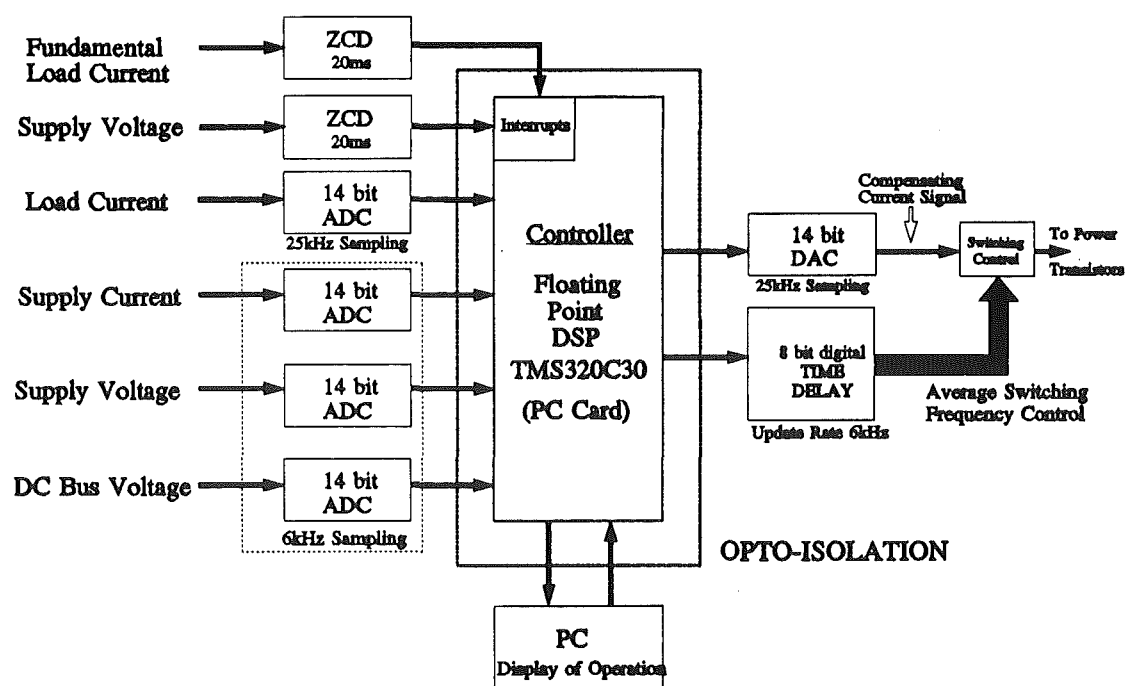 Fundamental
Load Current
ZCD
20ms
Supply Voltage
ZCD
20ms
Interrupts
Load Current
14 bit
ADC
25kHz Sampling
Supply Current
14 bit
ADC
Supply Voltage
14 bit
ADC
DC Bus Voltage
14 bit
ADC
6kHz Sampling
Controller
Floating
Point
DSP
TMS320C30
(PC Card)
Compensating
Current Signal
14 bit
DAC
25kHz Sampling
Switching
Control
To Power
Transistors
8 bit digital
TIME
DELAY
Update Rate 6kHz
Average Switching
Frequency Control
OPTO-ISOLATION
PC
Display of Operation